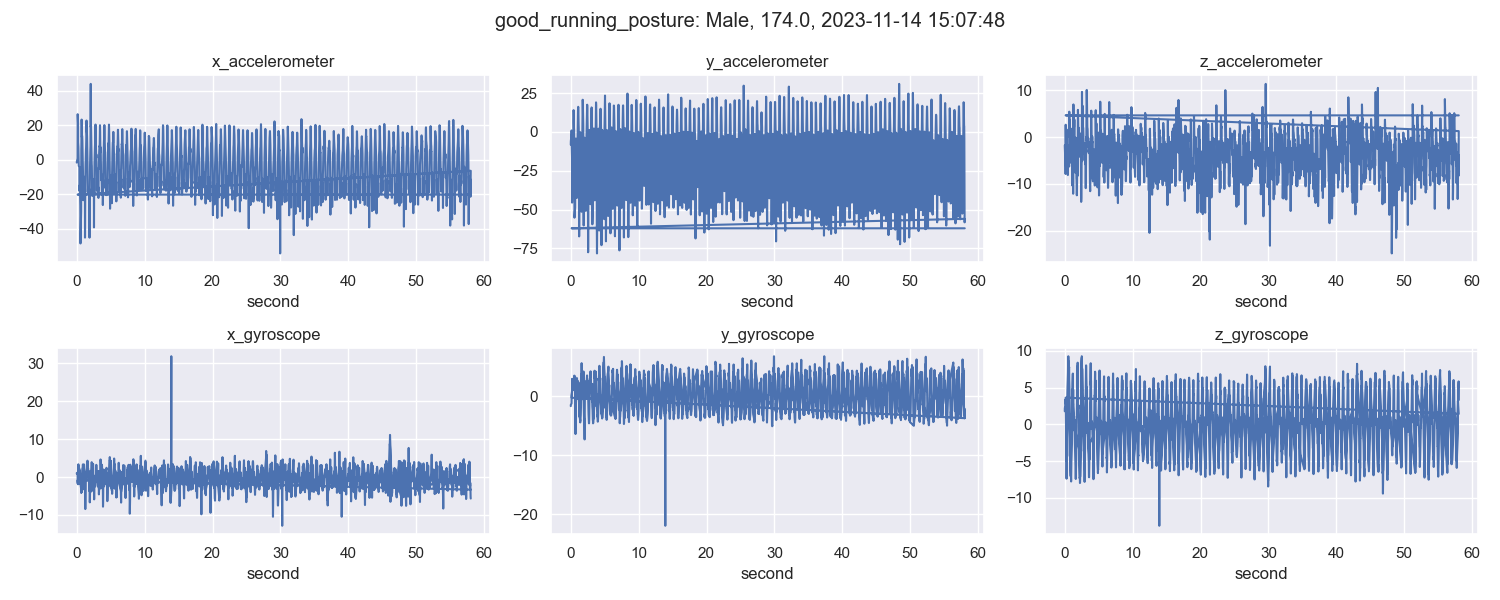 good_running_posture: Male, 174.0, 2023-11-14 15:07:48
x_accelerometer
40
20
0
−20
−40
0 10 20 30 40 50 60
second
y_accelerometer
25
0
−25
−50
−75
0 10 20 30 40 50 60
second
z_accelerometer
10
0
−10
−20
0 10 20 30 40 50 60
second
x_gyroscope
30
20
10
0
−10
0 10 20 30 40 50 60
second
y_gyroscope
0
−10
−20
0 10 20 30 40 50 60
second
z_gyroscope
10
5
0
−5
−10
0 10 20 30 40 50 60
second